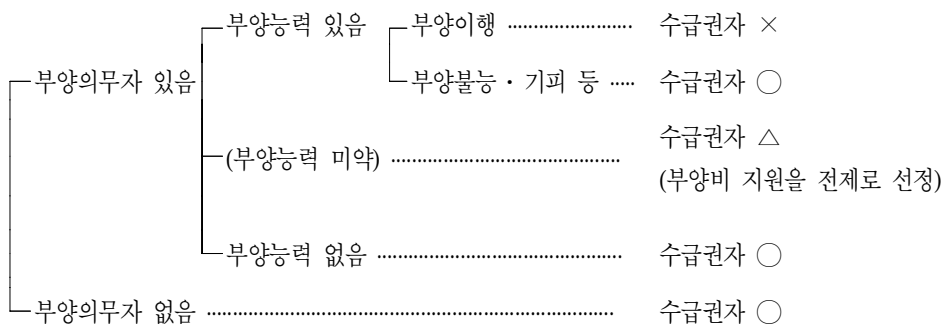 부양능력 있음 부양이행 ······················ 수급권자 ×
부양의무자 있음 부양불능・기피 등 ····· 수급권자 ○
(부양능력 미약) ·········································· 수급권자 △
(부양비 지원을 전제로 선정)
부양능력 없음 ············································· 수급권자 ○
부양의무자 없음 ·········································································· 수급권자 ○